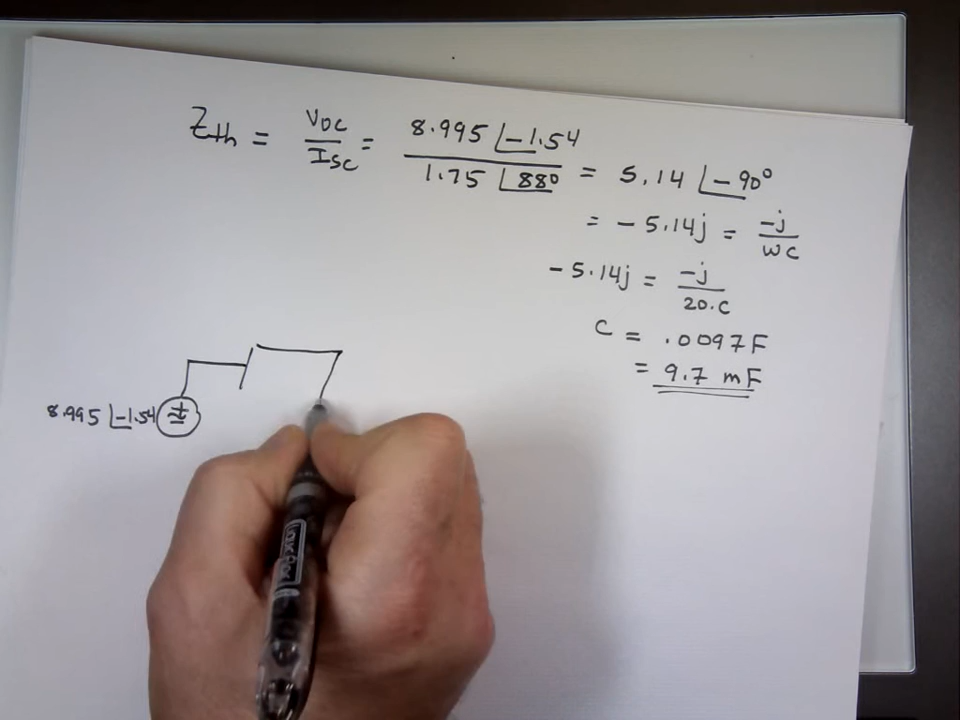 Zth = Voc / Isc = 8.995 ∠-1.54 / 1.75 ∠88° = 5.14 ∠-90°
= -5.14j = -j / wC
-5.14j = -j / 20.C
C = .0097F
= 9.7 mF
8.995 ∠-1.54